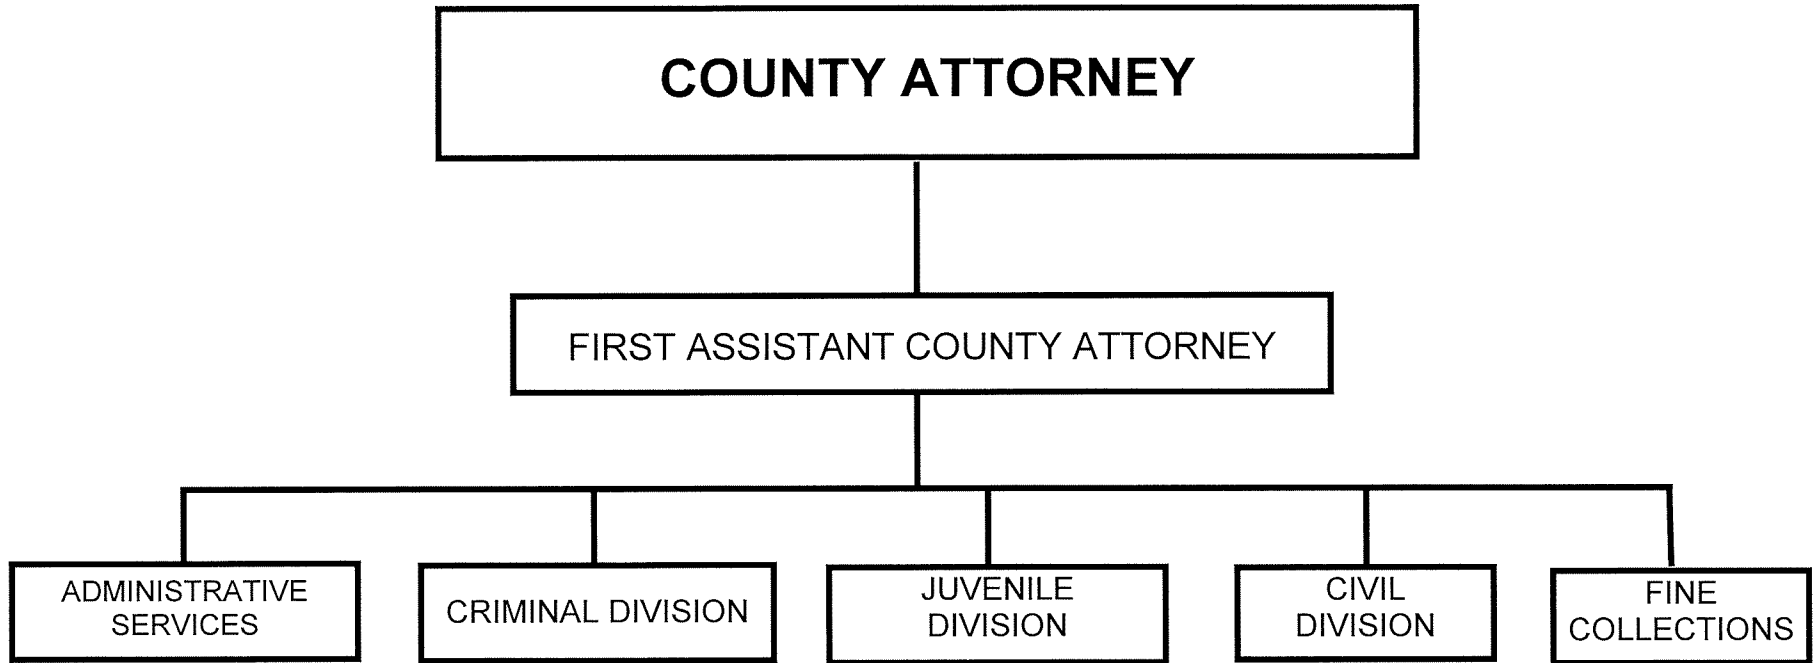 COUNTY ATTORNEY
FIRST ASSISTANT COUNTY ATTORNEY
ADMINISTRATIVE
SERVICES
CRIMINAL DIVISION
JUVENILE
DIVISION
CIVIL
DIVISION
FINE
COLLECTIONS